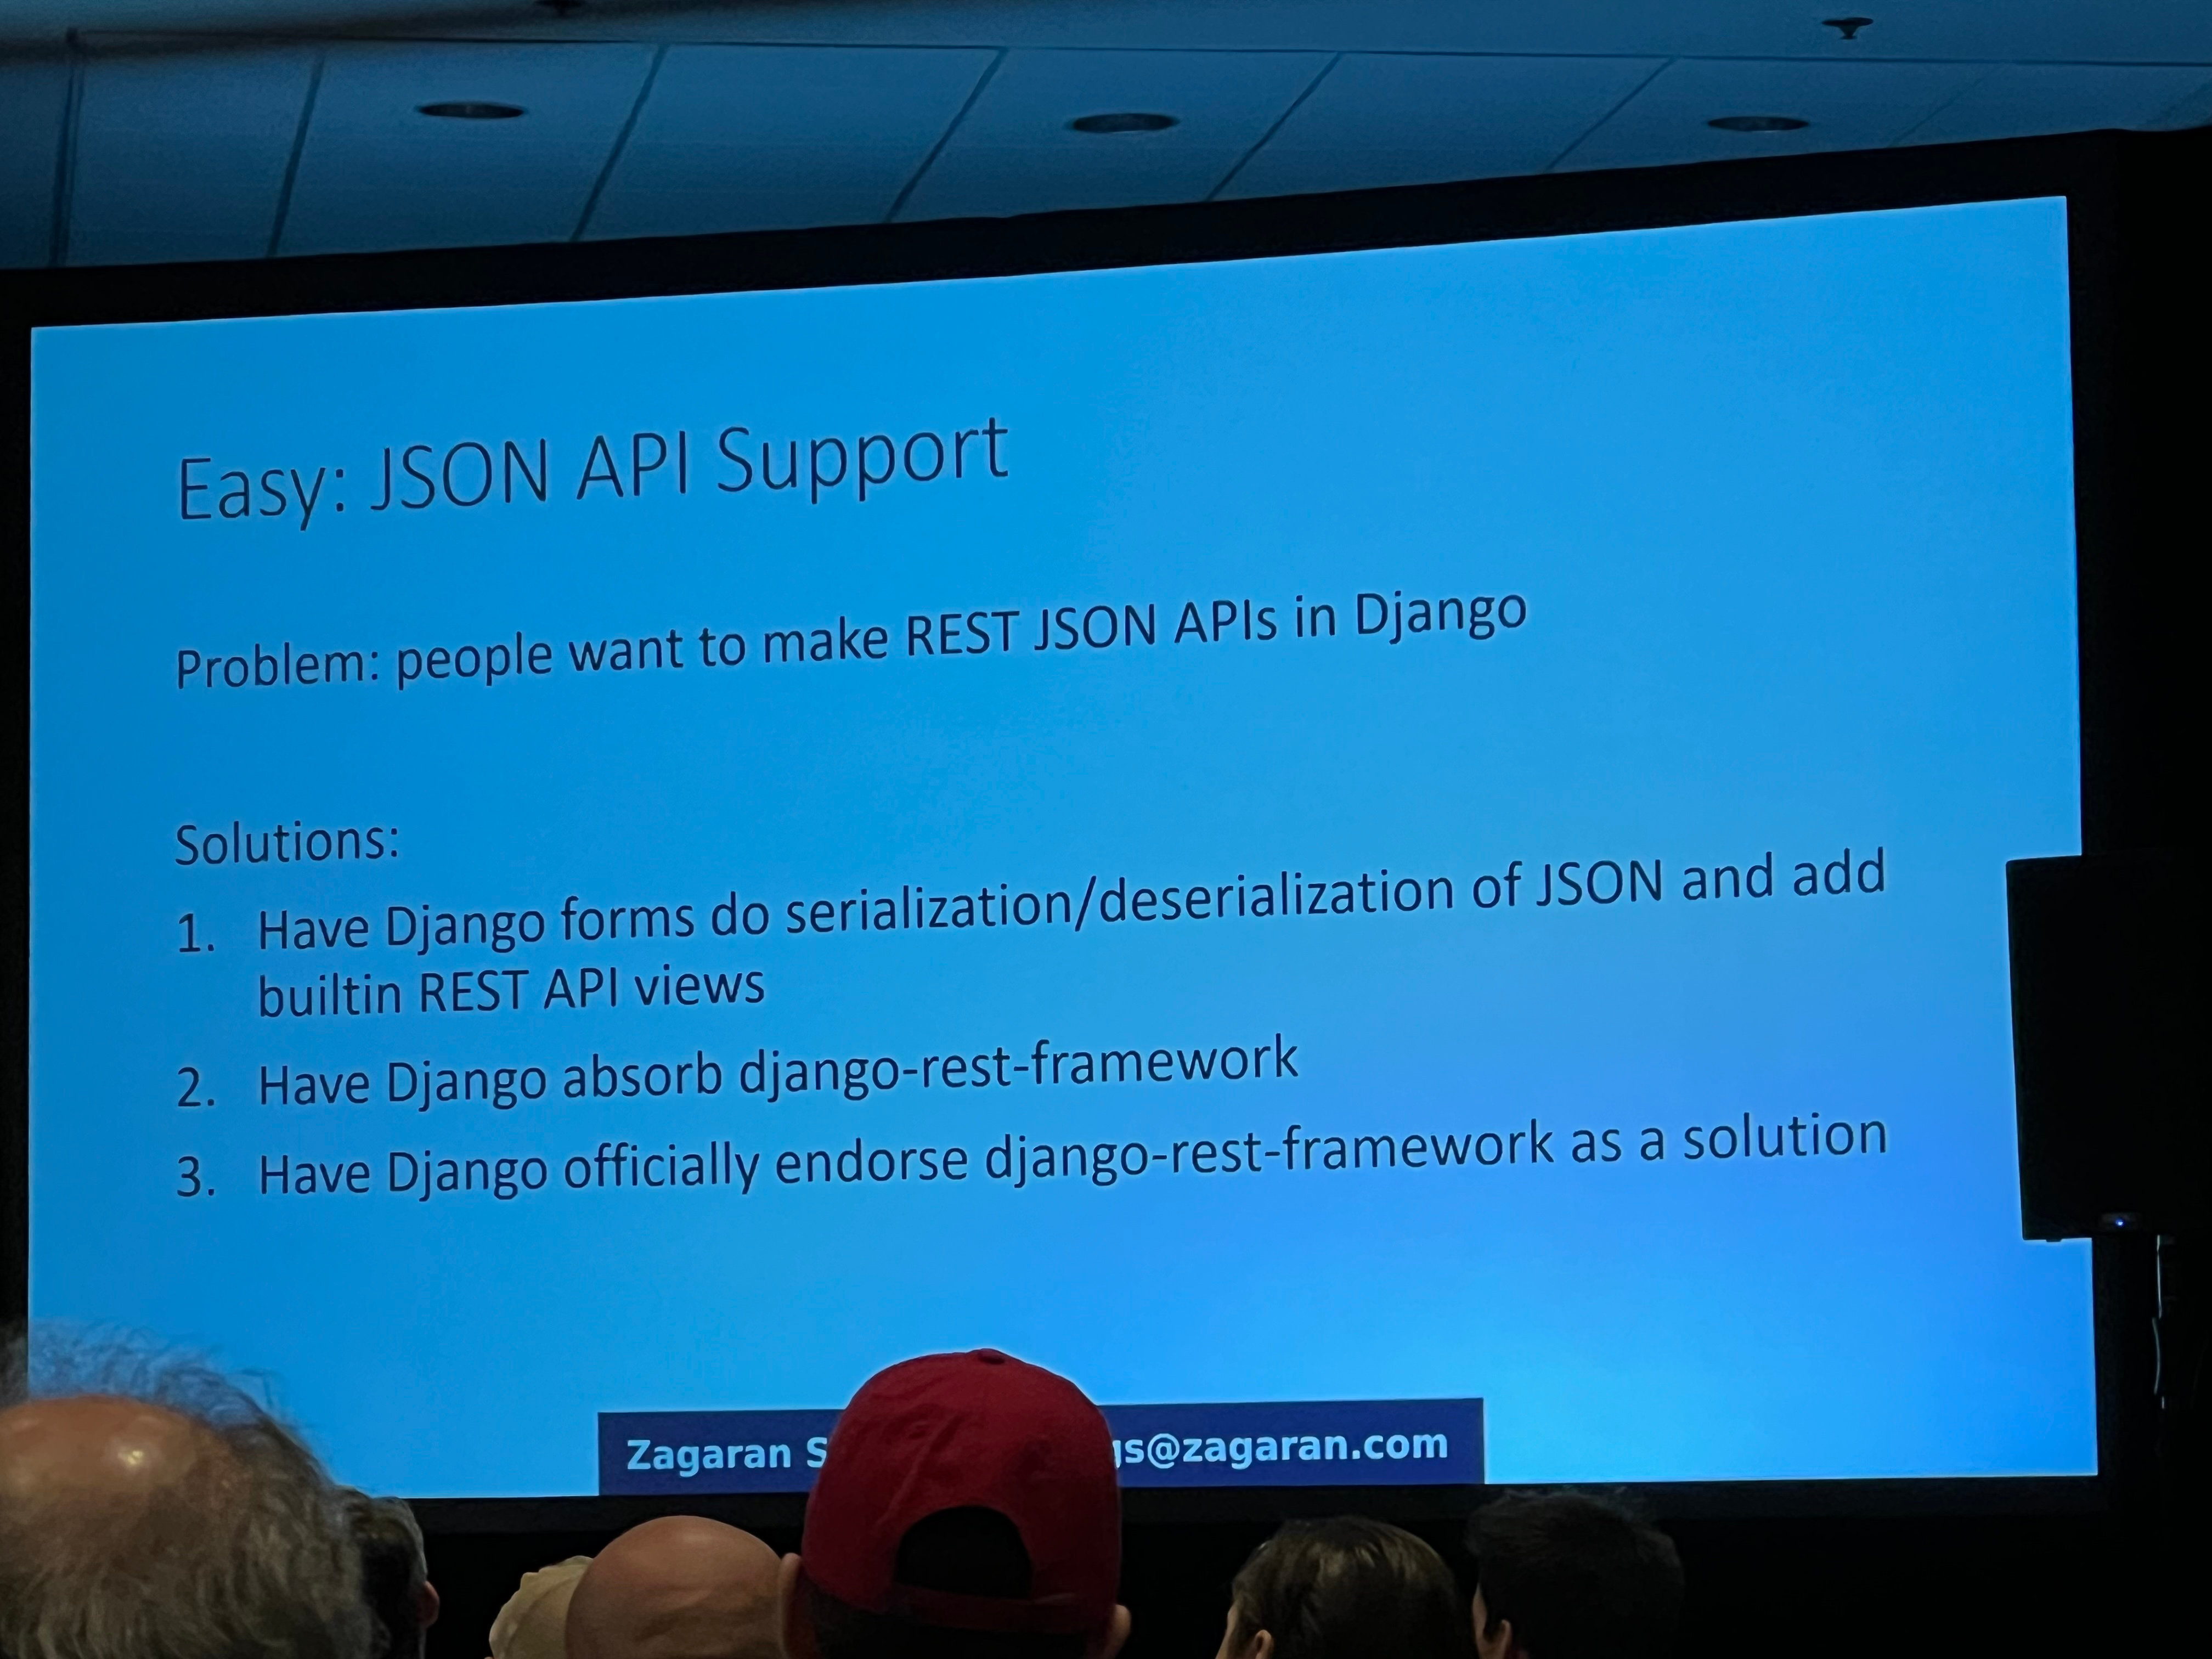 Easy: JSON API Support
Problem: people want to make REST JSON APIs in Django
Solutions:
1. Have Django forms do serialization/deserialization of JSON and add
builtin REST API views
2. Have Django absorb django-rest-framework
3. Have Django officially endorse django-rest-framework as a solution
Zagaran @zagaran.com